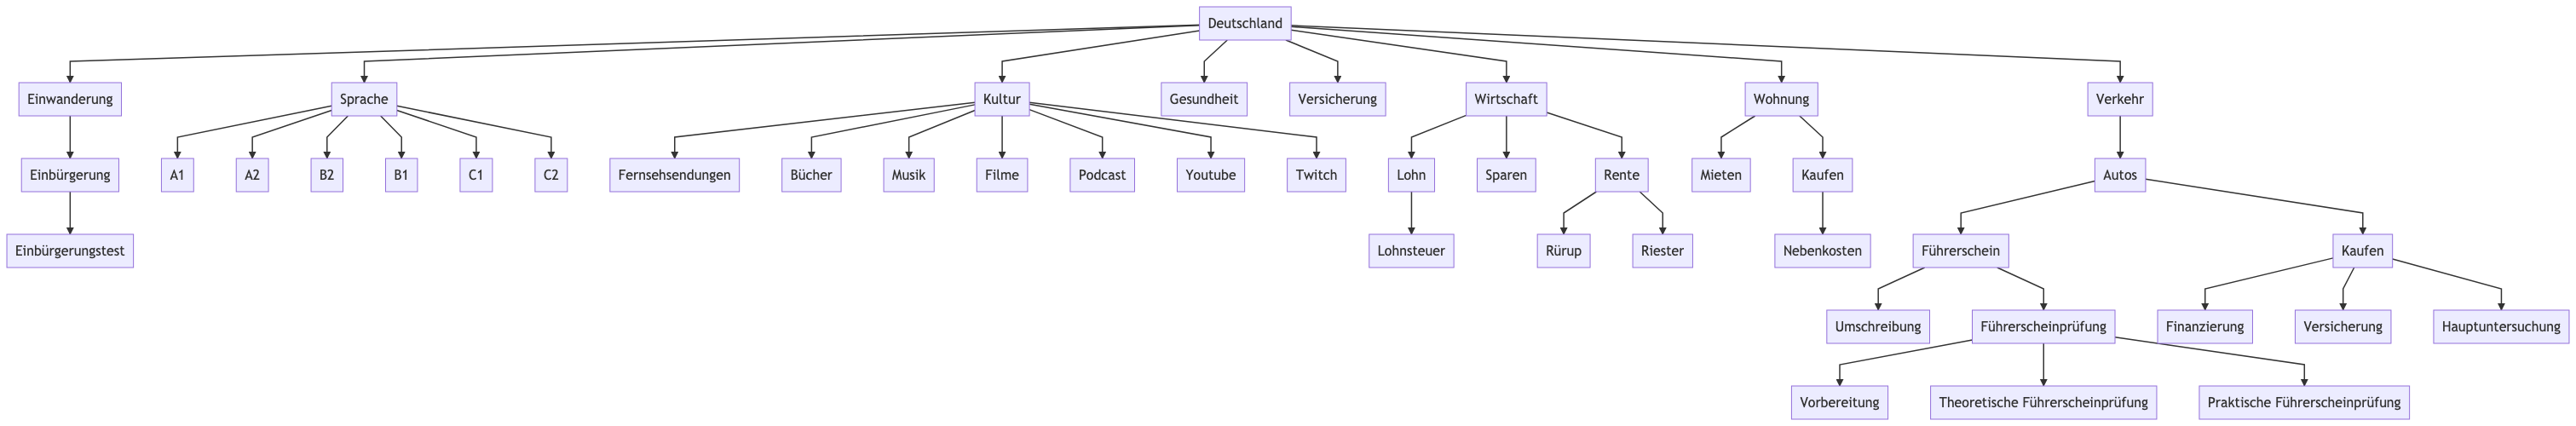 Deutschland
Einwanderung
Sprache
Kultur
Gesundheit
Versicherung
Wirtschaft
Wohnung
Verkehr
Einbürgerung
A1
A2
B2
B1
C1
C2
Fernsehsendungen
Bücher
Musik
Filme
Podcast
Youtube
Twitch
Lohn
Sparen
Rente
Mieten
Kaufen
Autos
Einbürgerungstest
Lohnsteuer
Rürup
Riester
Nebenkosten
Führerschein
Kaufen
Umschreibung
Führerscheinprüfung
Finanzierung
Versicherung
Hauptuntersuchung
Vorbereitung
Theoretische Führerscheinprüfung
Praktische Führerscheinprüfung